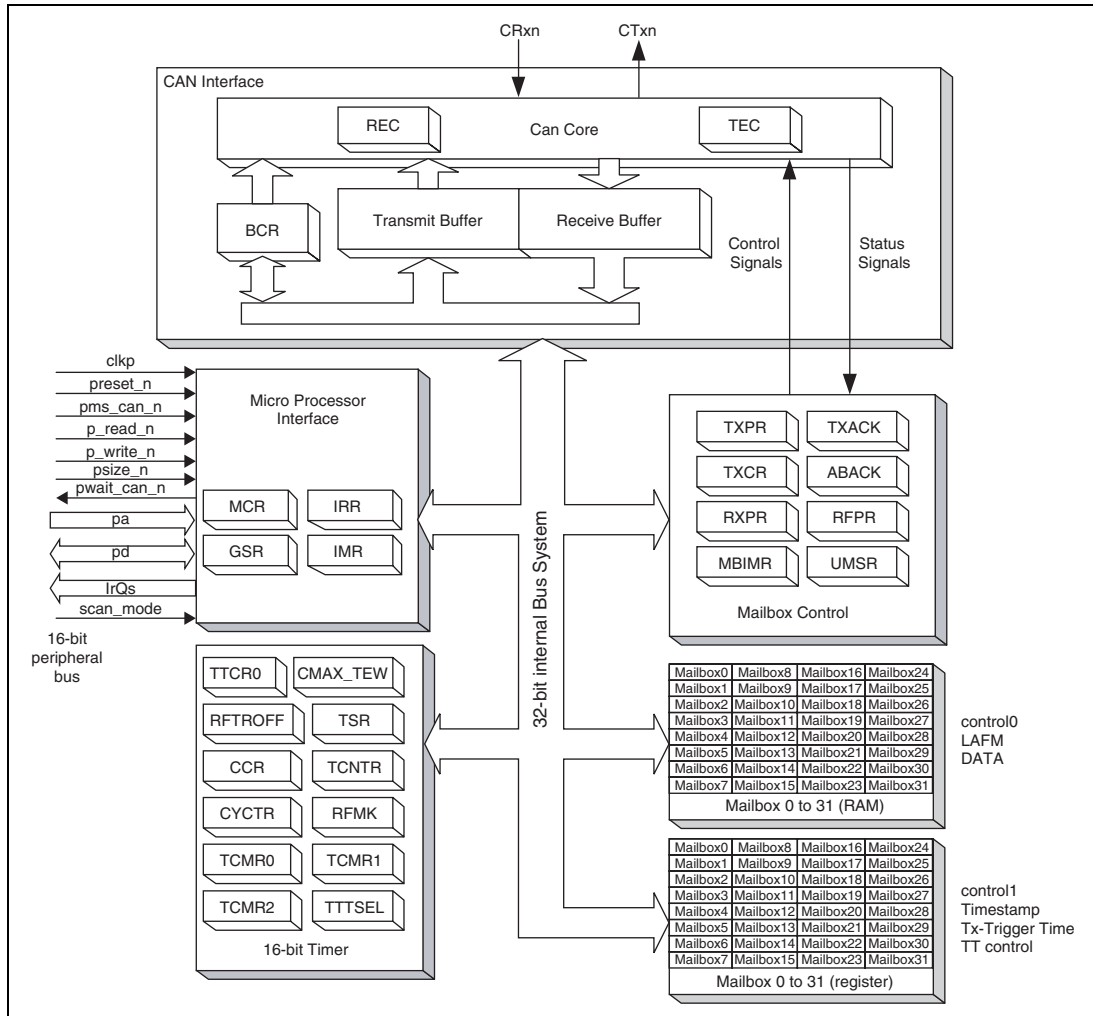 CRxn
CTxn
CAN Interface
REC
Can Core
TEC
BCR
Transmit Buffer
Receive Buffer
Control
Signals
Status
Signals
clkp
preset_n
pms_can_n
p_read_n
p_write_n
psize_n
pwait_can_n
pa
pd
IrQs
scan_mode
16-bit
peripheral
bus
Micro Processor
Interface
MCR
IRR
GSR
IMR
32-bit internal Bus System
TXPR
TXACK
TXCR
ABACK
RXPR
RFPR
MBIMR
UMSR
Mailbox Control
TTCR0
CMAX_TEW
RFTROFF
TSR
CCR
TCNTR
CYCTR
RFMK
TCMR0
TCMR1
TCMR2
TTTSEL
16-bit Timer
Mailbox0 Mailbox8 Mailbox16 Mailbox24
Mailbox1 Mailbox9 Mailbox17 Mailbox25
Mailbox2 Mailbox10 Mailbox18 Mailbox26
Mailbox3 Mailbox11 Mailbox19 Mailbox27
Mailbox4 Mailbox12 Mailbox20 Mailbox28
Mailbox5 Mailbox13 Mailbox21 Mailbox29
Mailbox6 Mailbox14 Mailbox22 Mailbox30
Mailbox7 Mailbox15 Mailbox23 Mailbox31
Mailbox 0 to 31 (RAM)
control0
LAFM
DATA
Mailbox0 Mailbox8 Mailbox16 Mailbox24
Mailbox1 Mailbox9 Mailbox17 Mailbox25
Mailbox2 Mailbox10 Mailbox18 Mailbox26
Mailbox3 Mailbox11 Mailbox19 Mailbox27
Mailbox4 Mailbox12 Mailbox20 Mailbox28
Mailbox5 Mailbox13 Mailbox21 Mailbox29
Mailbox6 Mailbox14 Mailbox22 Mailbox30
Mailbox7 Mailbox15 Mailbox23 Mailbox31
Mailbox 0 to 31 (register)
control1
Timestamp
Tx-Trigger Time
TT control